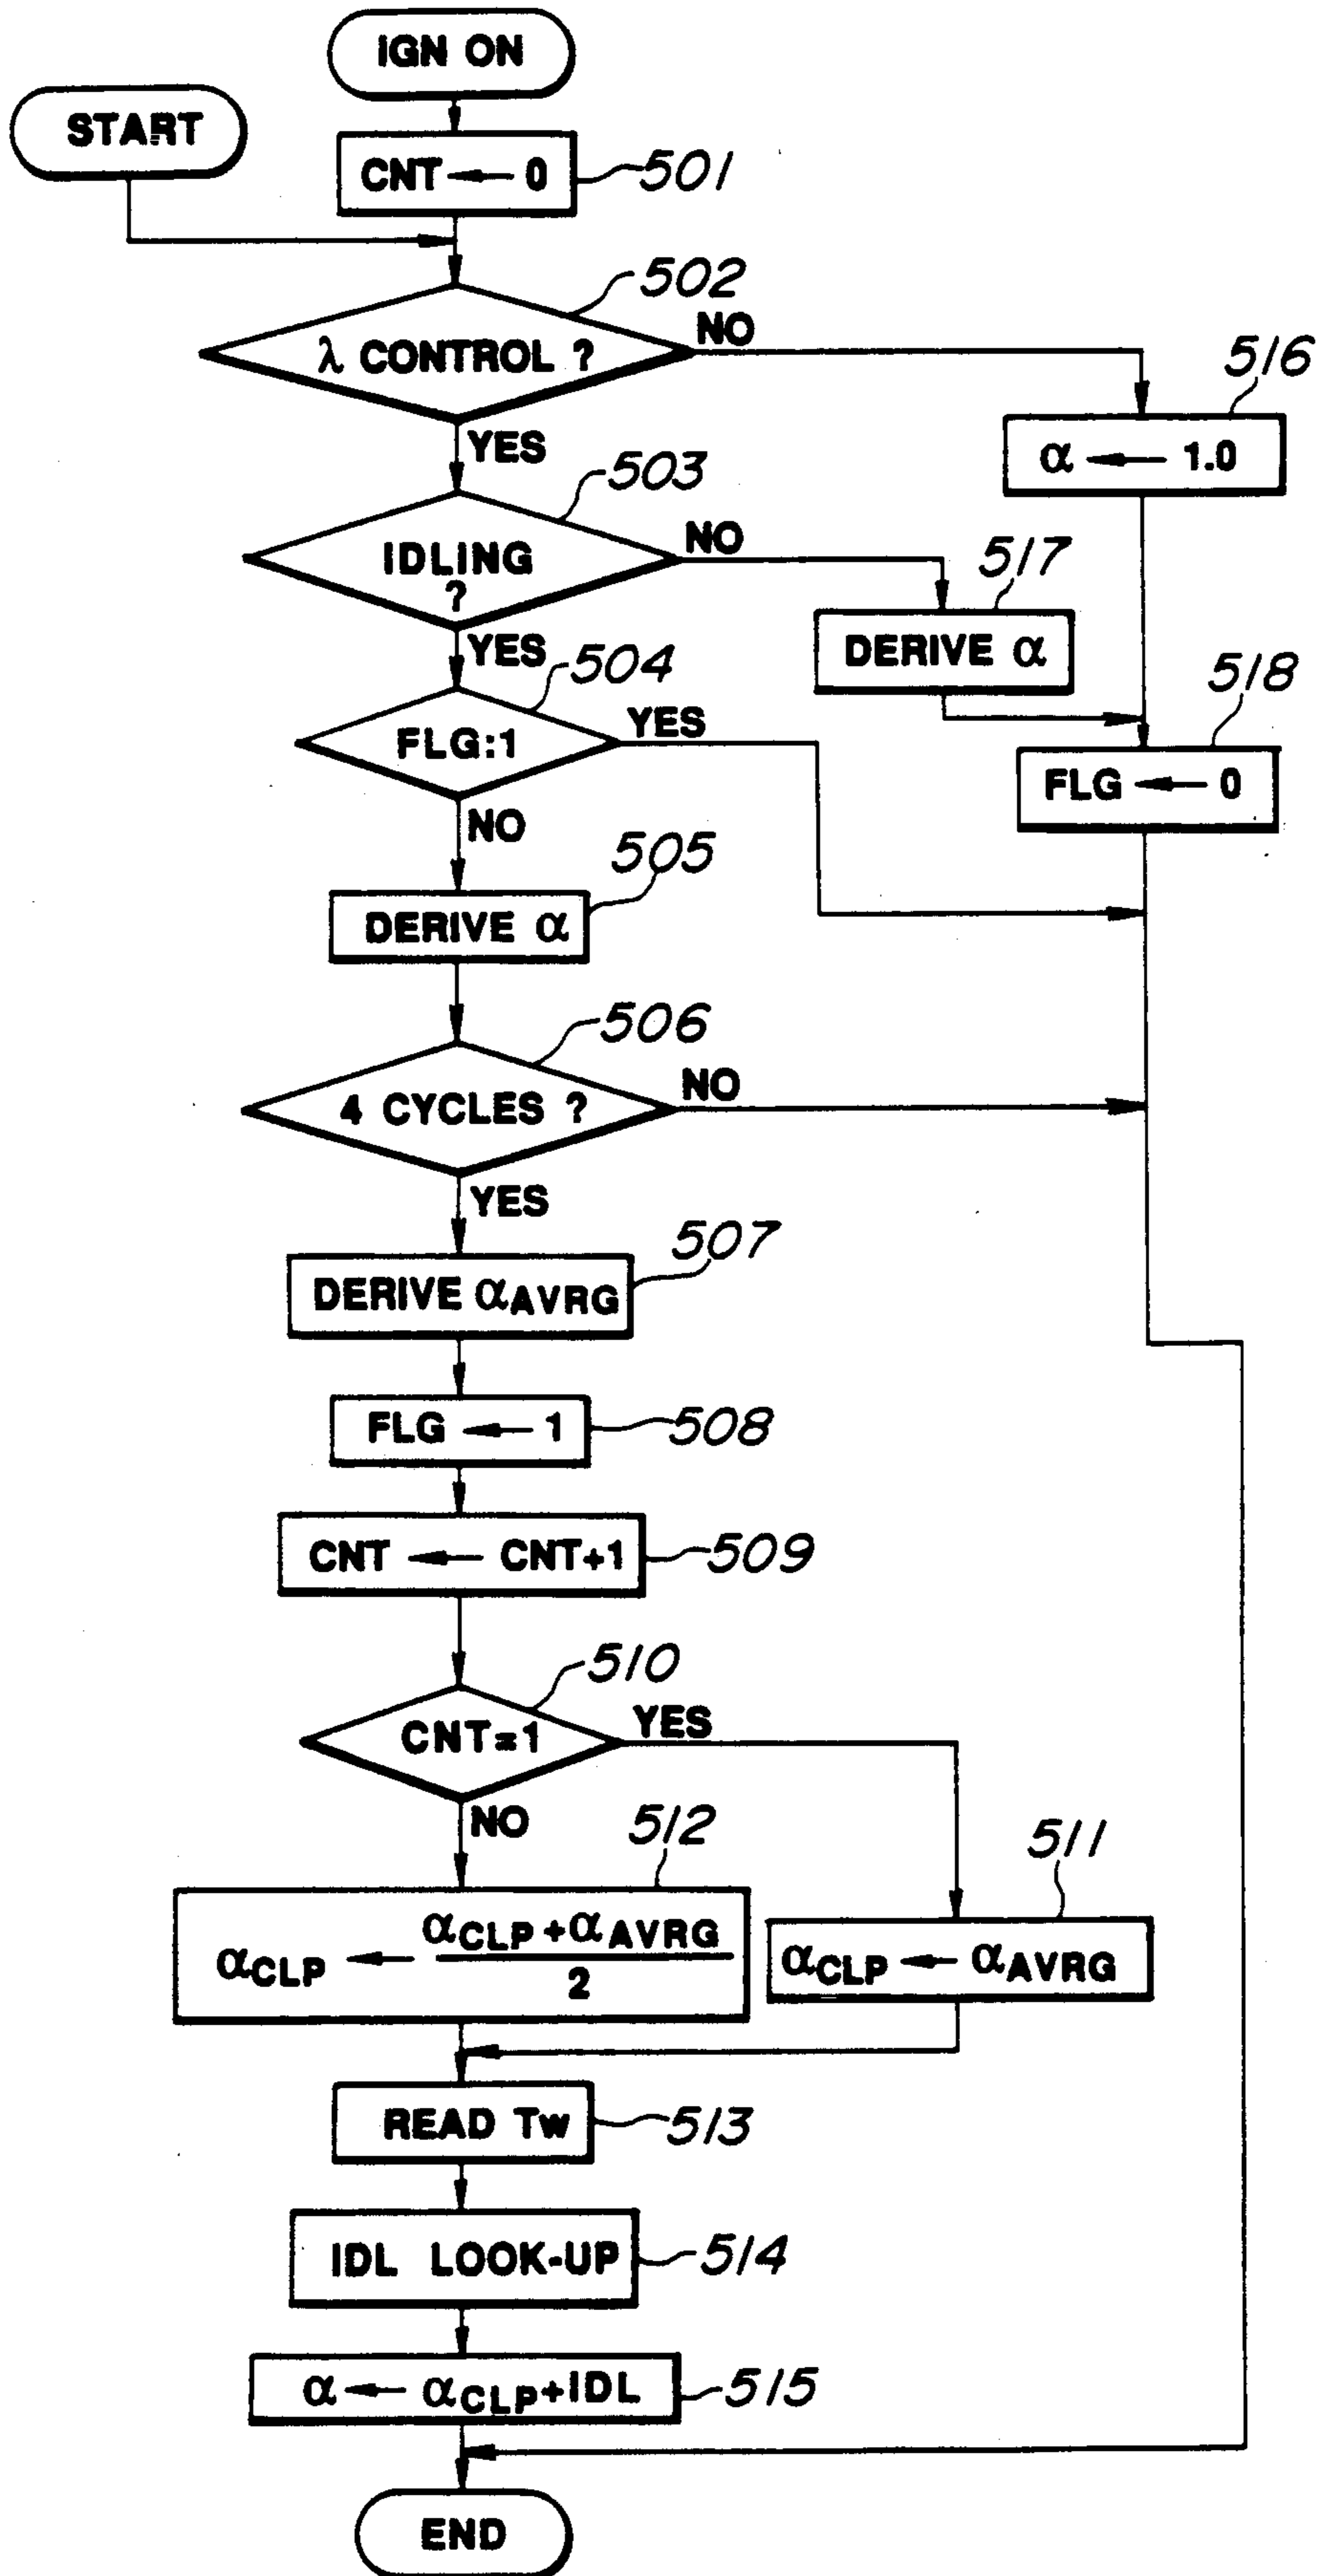 IGN ON
START
CNT ← 0
501
502
λ CONTROL ?
NO
516
YES
α ← 1.0
503
IDLING
?
NO
517
YES
DERIVE α
504
518
FLG:1
YES
FLG ← 0
NO
505
DERIVE α
506
4 CYCLES ?
NO
YES
507
DERIVE αAVRG
FLG ← 1
508
CNT ← CNT+1
509
510
CNT=1
YES
NO
512
511
αCLP ← αCLP+αAVRG
2
αCLP ← αAVRG
READ Tw
513
IDL LOOK-UP
514
α ← αCLP+IDL
515
END